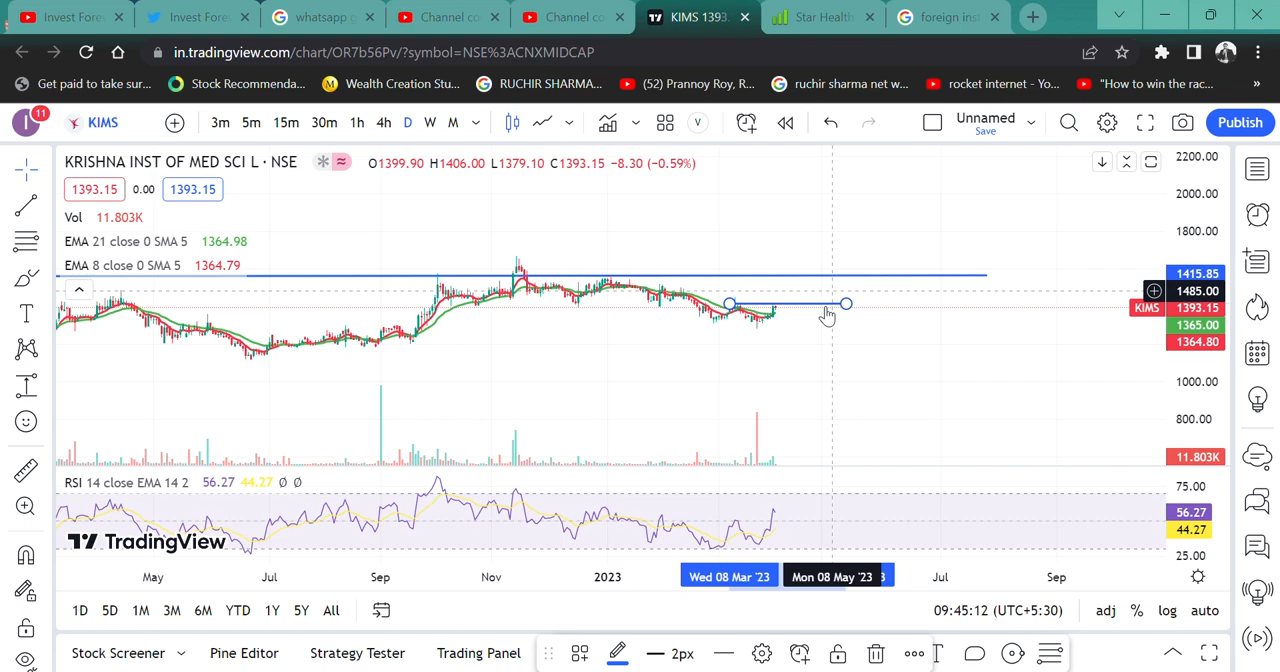 Invest Fore
Invest Fore
whatsapp g
Channel co
Channel co
KIMS 1393.
Star Health
foreign inst
in.tradingview.com/chart/OR7b56Pv/?symbol=NSE%3ACNXMIDCAP
Get paid to take sur...
Stock Recommenda...
Wealth Creation Stu...
RUCHIR SHARMA...
(52) Prannoy Roy, R...
ruchir sharma net w...
rocket internet - Yo...
"How to win the rac...
»
I
11
KIMS
3m 5m 15m 30m 1h 4h D W M
V
Unnamed
Save
Publish
KRISHNA INST OF MED SCI L · NSE
O1399.90 H1406.00 L1379.10 C1393.15 −8.30 (−0.59%)
1393.15 0.00 1393.15
Vol 11.803K
EMA 21 close 0 SMA 5 1364.98
EMA 8 close 0 SMA 5 1364.79
2200.00
2000.00
1800.00
1415.85
1485.00
KIMS 1393.15
1365.00
1364.80
1000.00
800.00
11.803K
RSI 14 close EMA 14 2 56.27 44.27 Ø Ø
75.00
56.27
44.27
25.00
TradingView
May Jul Sep Nov 2023 Wed 08 Mar '23 Mon 08 May '23 3 Jul Sep
1D 5D 1M 3M 6M YTD 1Y 5Y All
09:45:12 (UTC+5:30) adj % log auto
Stock Screener Pine Editor Strategy Tester Trading Panel
2px
T